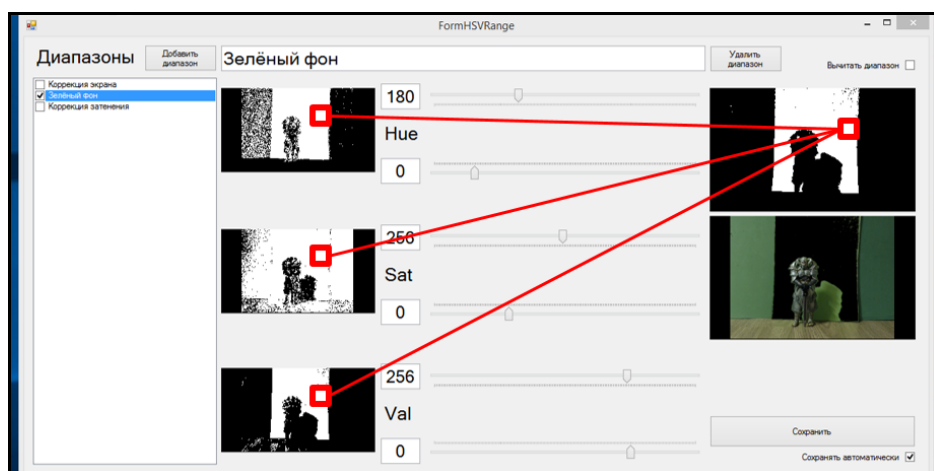 FormHSVRange
Диапазоны
Добавить
диапазон
Зелёный фон
Удалить
диапазон
Вычитать диапазон
Коррекция экрана
Зелёный фон
Коррекция затенения
180
Hue
0
256
Sat
0
256
Val
0
Сохранить
Сохранять автоматически